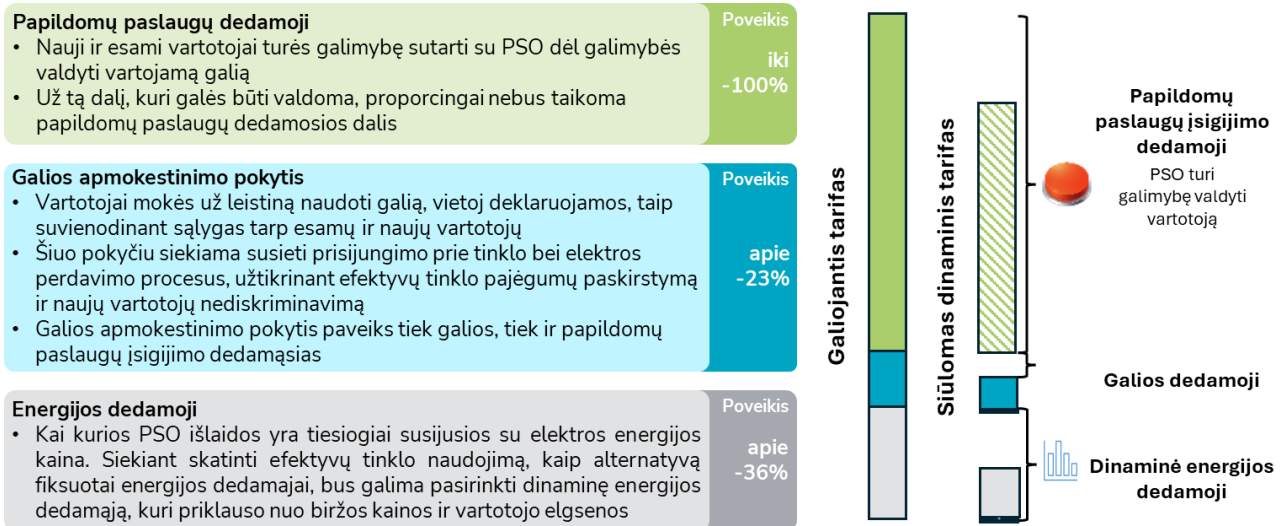 Papildomų paslaugų dedamoji
• Nauji ir esami vartotojai turės galimybę sutarti su PSO dėl galimybės
valdyti vartojamą galią
• Už tą dalį, kuri galės būti valdoma, proporcingai nebus taikoma
papildomų paslaugų dedamosios dalis
Poveikis
iki
-100%
Galios apmokestinimo pokytis
• Vartotojai mokės už leistiną naudoti galią, vietoj deklaruojamos, taip
suvienodinant sąlygas tarp esamų ir naujų vartotojų
• Šiuo pokyčiu siekiama susieti prisijungimo prie tinklo bei elektros
perdavimo procesus, užtikrinant efektyvų tinklo pajėgumų paskirstymą
ir naujų vartotojų nediskriminavimą
• Galios apmokestinimo pokytis paveiks tiek galios, tiek ir papildomų
paslaugų įsigijimo dedamąsias
Poveikis
apie
-23%
Energijos dedamoji
• Kai kurios PSO išlaidos yra tiesiogiai susijusios su elektros energijos
kaina. Siekiant skatinti efektyvų tinklo naudojimą, kaip alternatyvą
fiksuotai energijos dedamajai, bus galima pasirinkti dinaminę energijos
dedamąją, kuri priklauso nuo biržos kainos ir vartotojo elgsenos
Poveikis
apie
-36%
Galiojantis tarifas
Siūlomas dinaminis tarifas
Papildomų
paslaugų įsigijimo
dedamoji
PSO turi
galimybę valdyti
vartotoją
Galios dedamoji
Dinaminė energijos
dedamoji